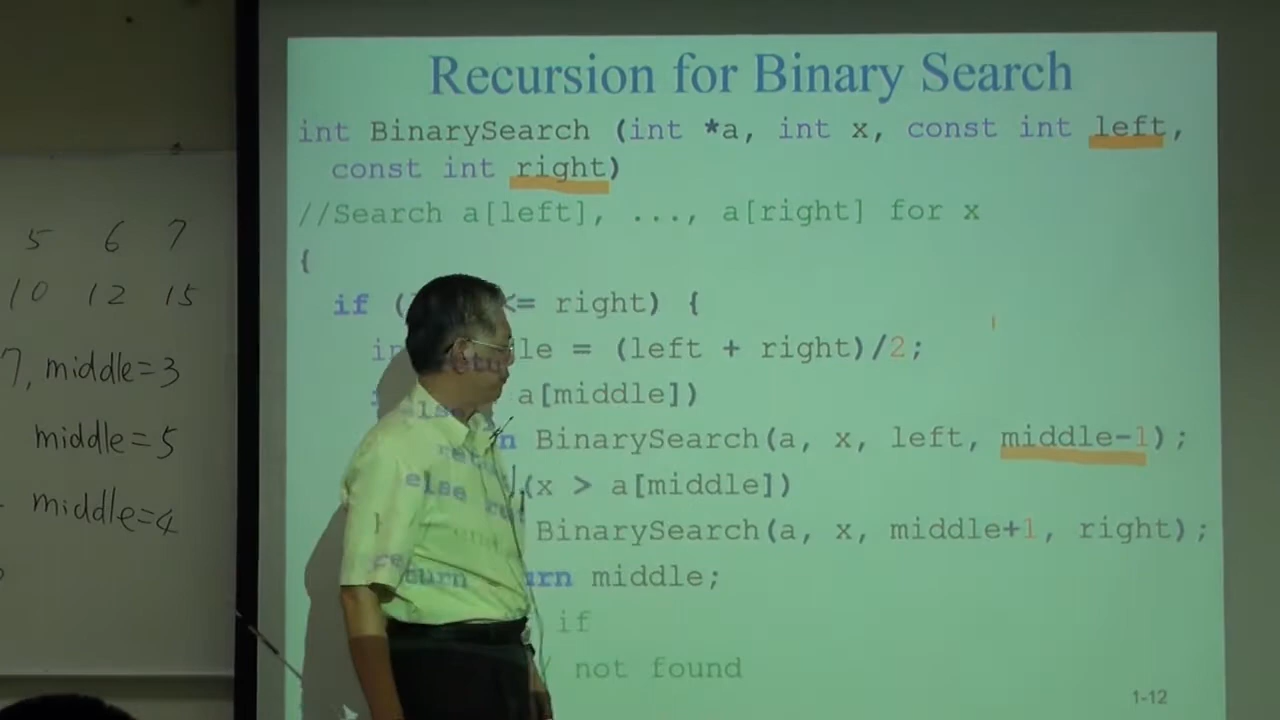 Recursion for Binary Search
int BinarySearch (int *a, int x, const int left,
const int right)
//Search a[left], ..., a[right] for x
{
if ( <= right) {
= (left + right)/2;
a[middle])
BinarySearch(a, x, left, middle-1);
(x > a[middle])
BinarySearch(a, x, middle+1, right);
}
middle;
if
not found
1-12
5 6 7
10 12 15
7, middle=3
middle=5
middle=4